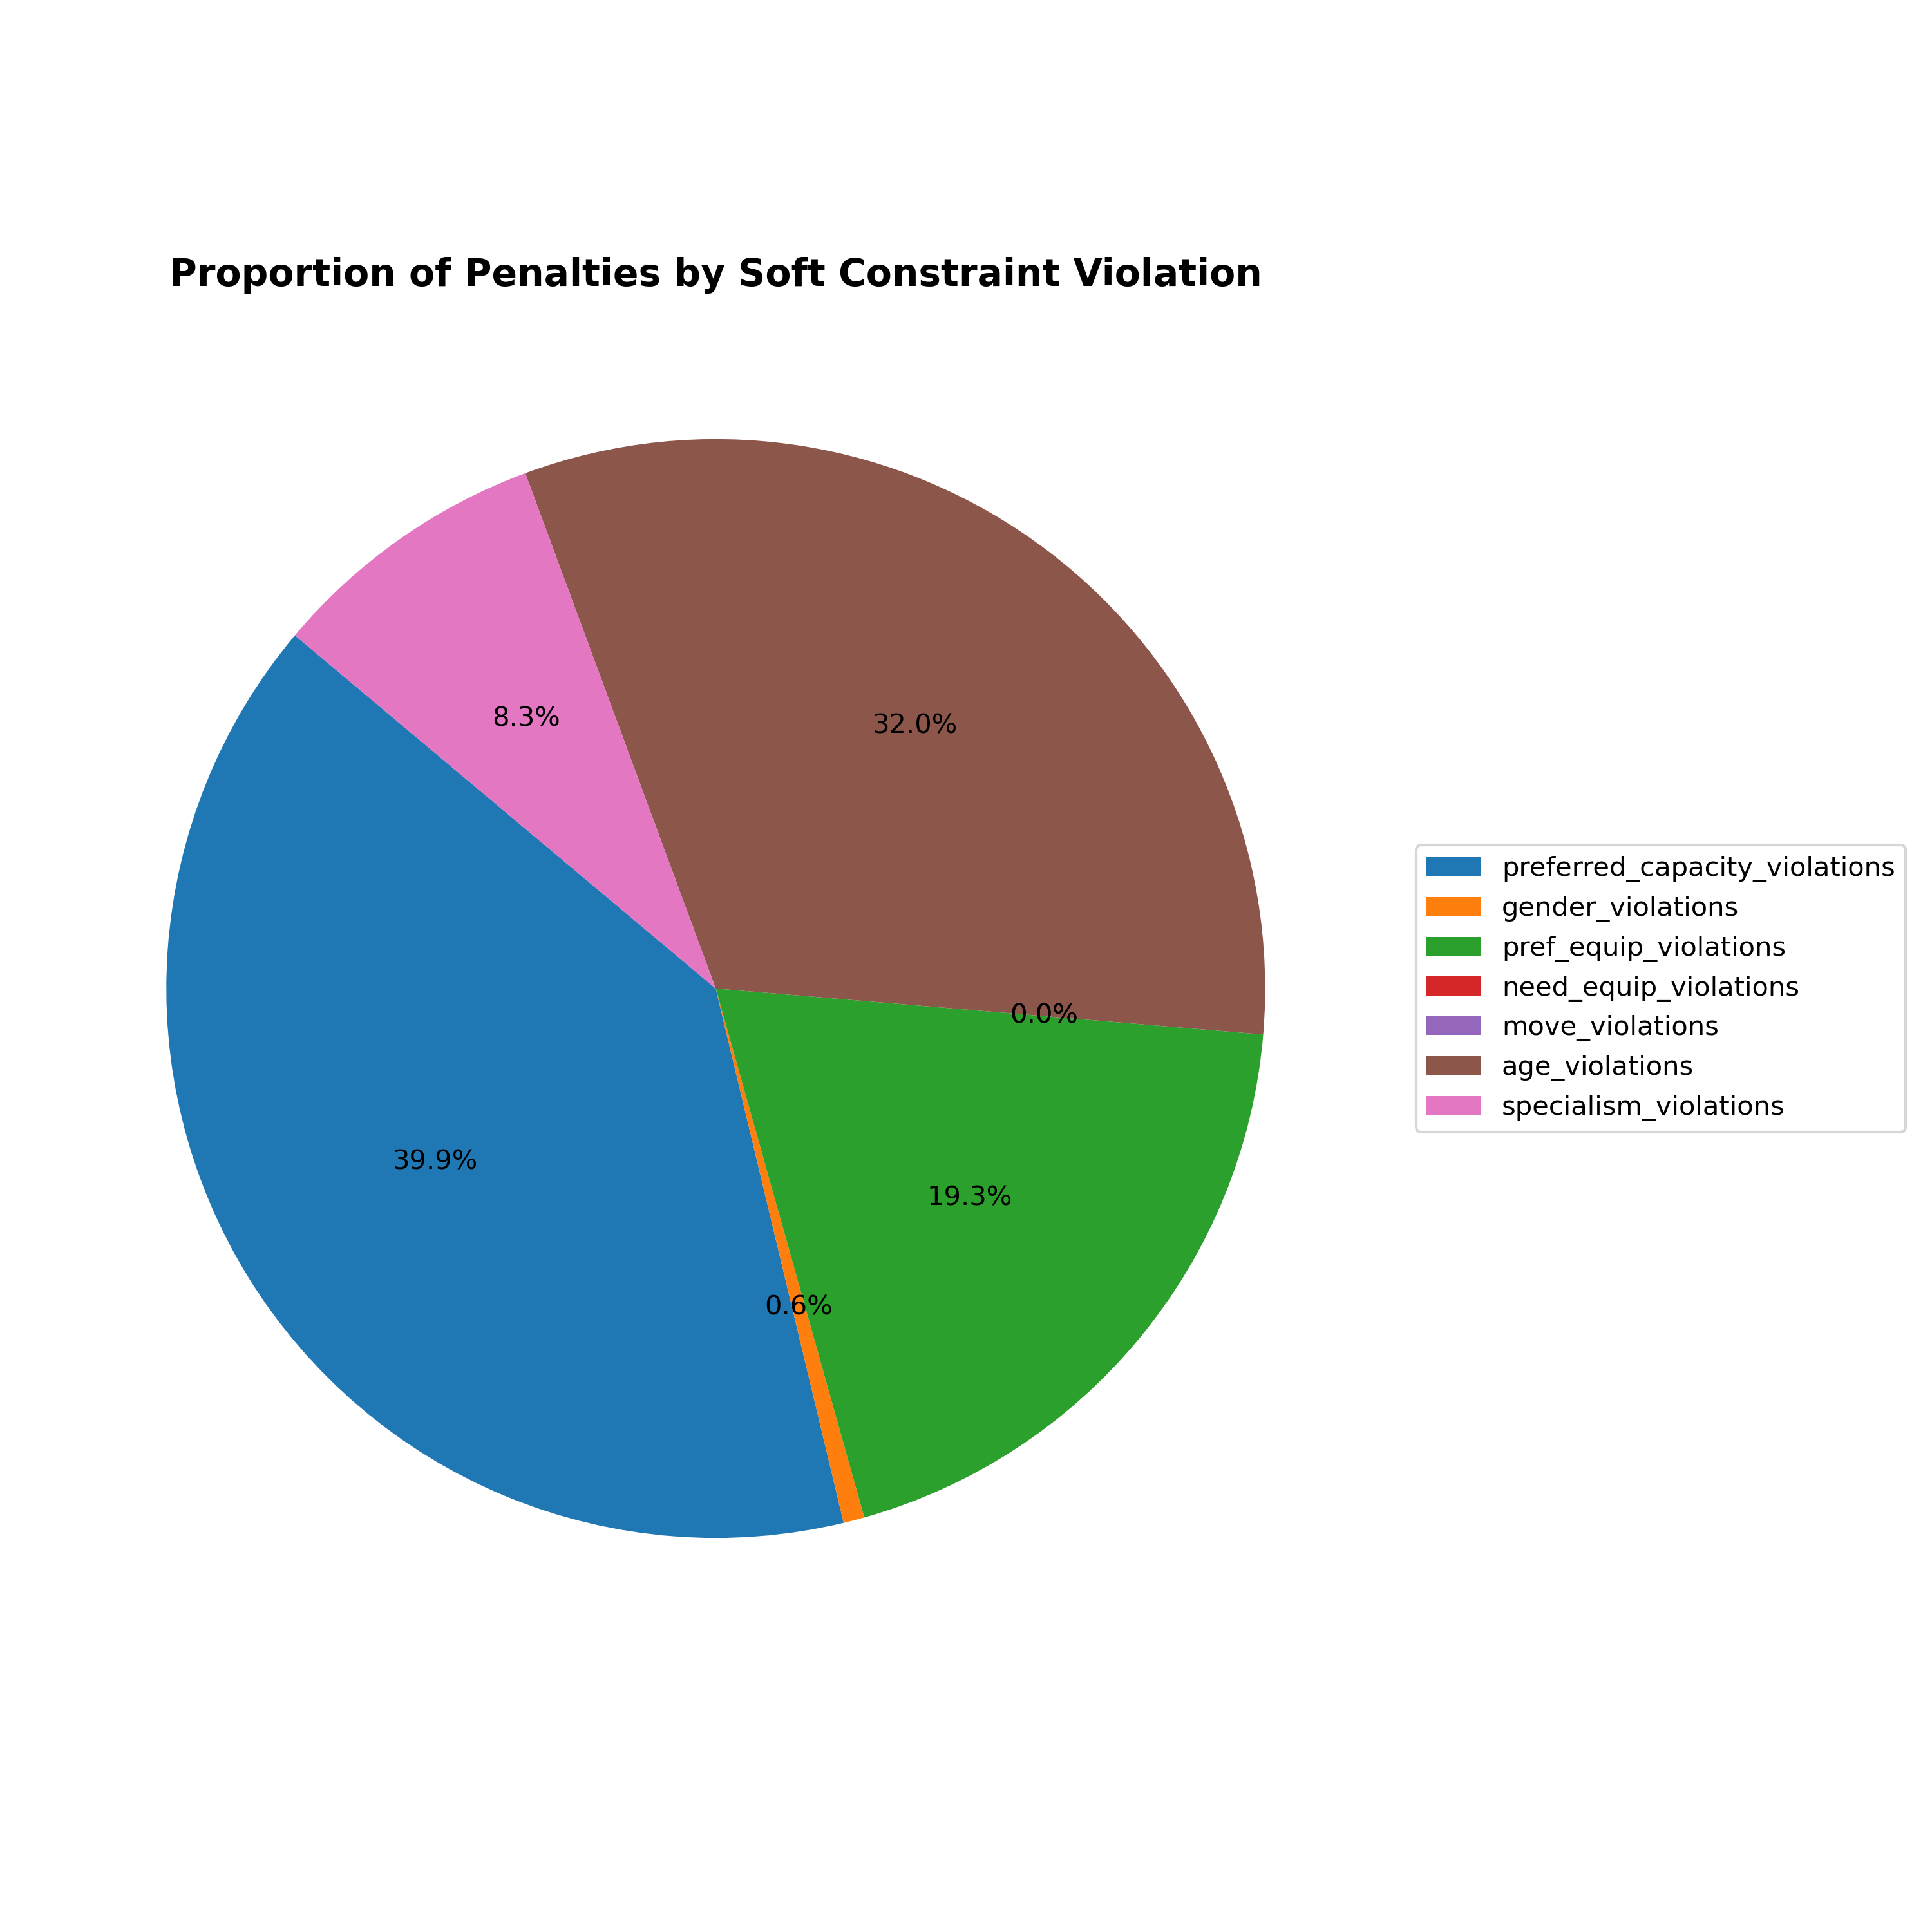 Proportion of Penalties by Soft Constraint Violation
8.3%
32.0%
0.0%
39.9%
19.3%
0.6%
preferred_capacity_violations
gender_violations
pref_equip_violations
need_equip_violations
move_violations
age_violations
specialism_violations